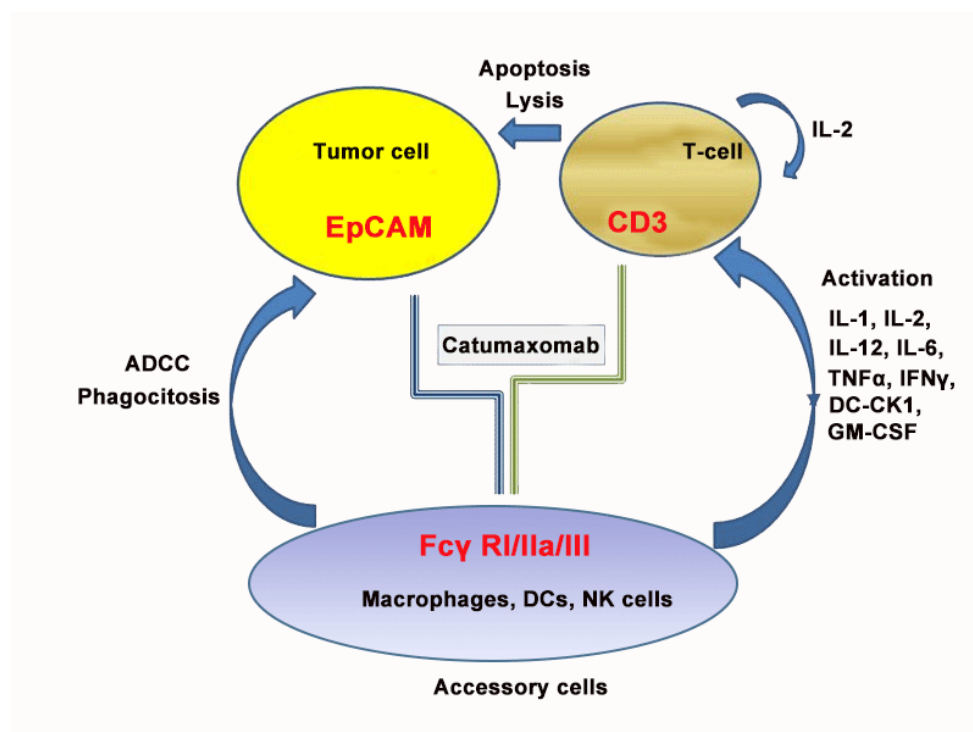 Apoptosis
Lysis
Tumor cell
T-cell
IL-2
EpCAM
CD3
Activation
IL-1, IL-2,
IL-12, IL-6,
TNFα, IFNγ,
DC-CK1,
GM-CSF
Catumaxomab
ADCC
Phagocitosis
Fcγ RI/IIa/III
Macrophages, DCs, NK cells
Accessory cells